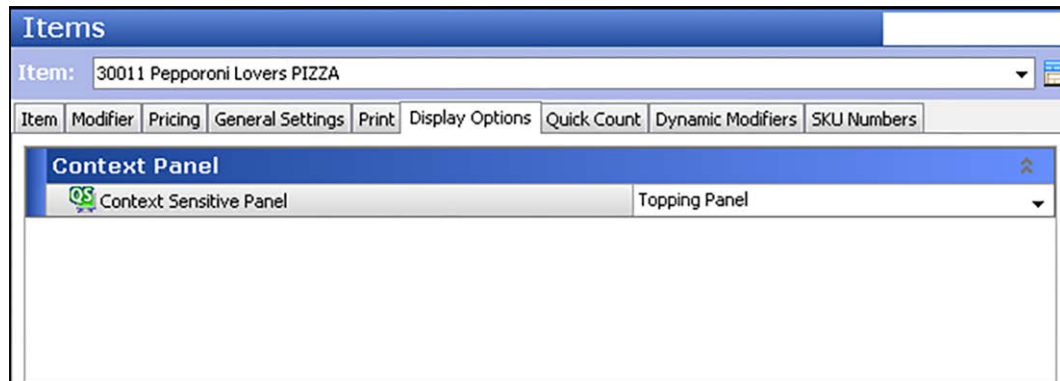 Items
Item: 30011 Pepporoni Lovers PIZZA
Item Modifier Pricing General Settings Print Display Options Quick Count Dynamic Modifiers SKU Numbers
Context Panel
QS Context Sensitive Panel Topping Panel